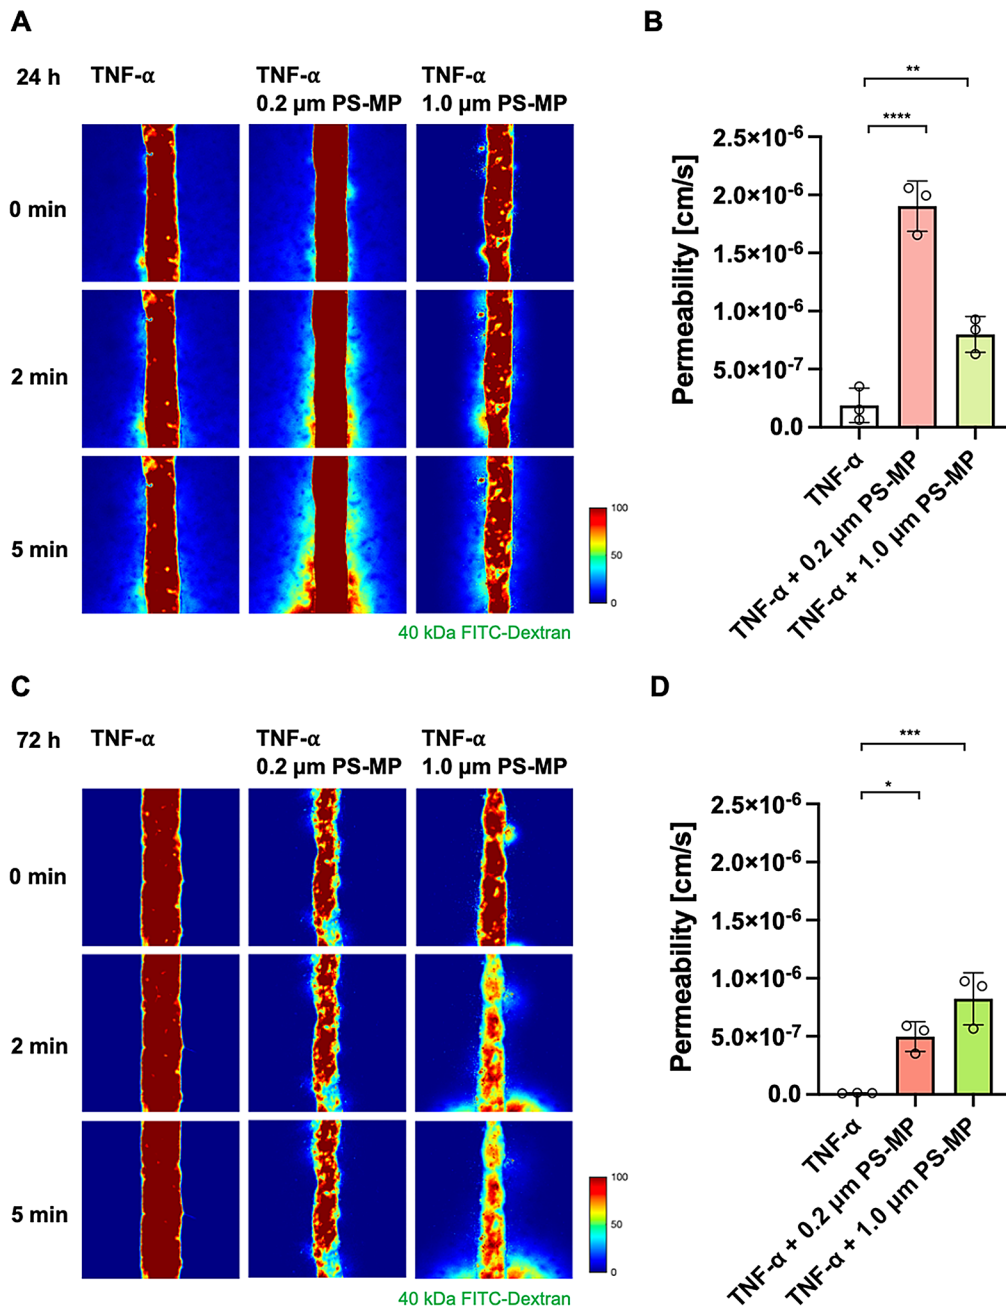 A
24 h
TNF-α
TNF-α
0.2 µm PS-MP
TNF-α
1.0 µm PS-MP
0 min
2 min
5 min
100
50
0
40 kDa FITC-Dextran
B
**
****
Permeability [cm/s]
2.5×10⁻⁶
2.0×10⁻⁶
1.5×10⁻⁶
1.0×10⁻⁶
5.0×10⁻⁷
0.0
TNF-α
TNF-α + 0.2 µm PS-MP
TNF-α + 1.0 µm PS-MP
C
72 h
TNF-α
TNF-α
0.2 µm PS-MP
TNF-α
1.0 µm PS-MP
0 min
2 min
5 min
100
50
0
40 kDa FITC-Dextran
D
***
*
Permeability [cm/s]
2.5×10⁻⁶
2.0×10⁻⁶
1.5×10⁻⁶
1.0×10⁻⁶
5.0×10⁻⁷
0.0
TNF-α
TNF-α + 0.2 µm PS-MP
TNF-α + 1.0 µm PS-MP